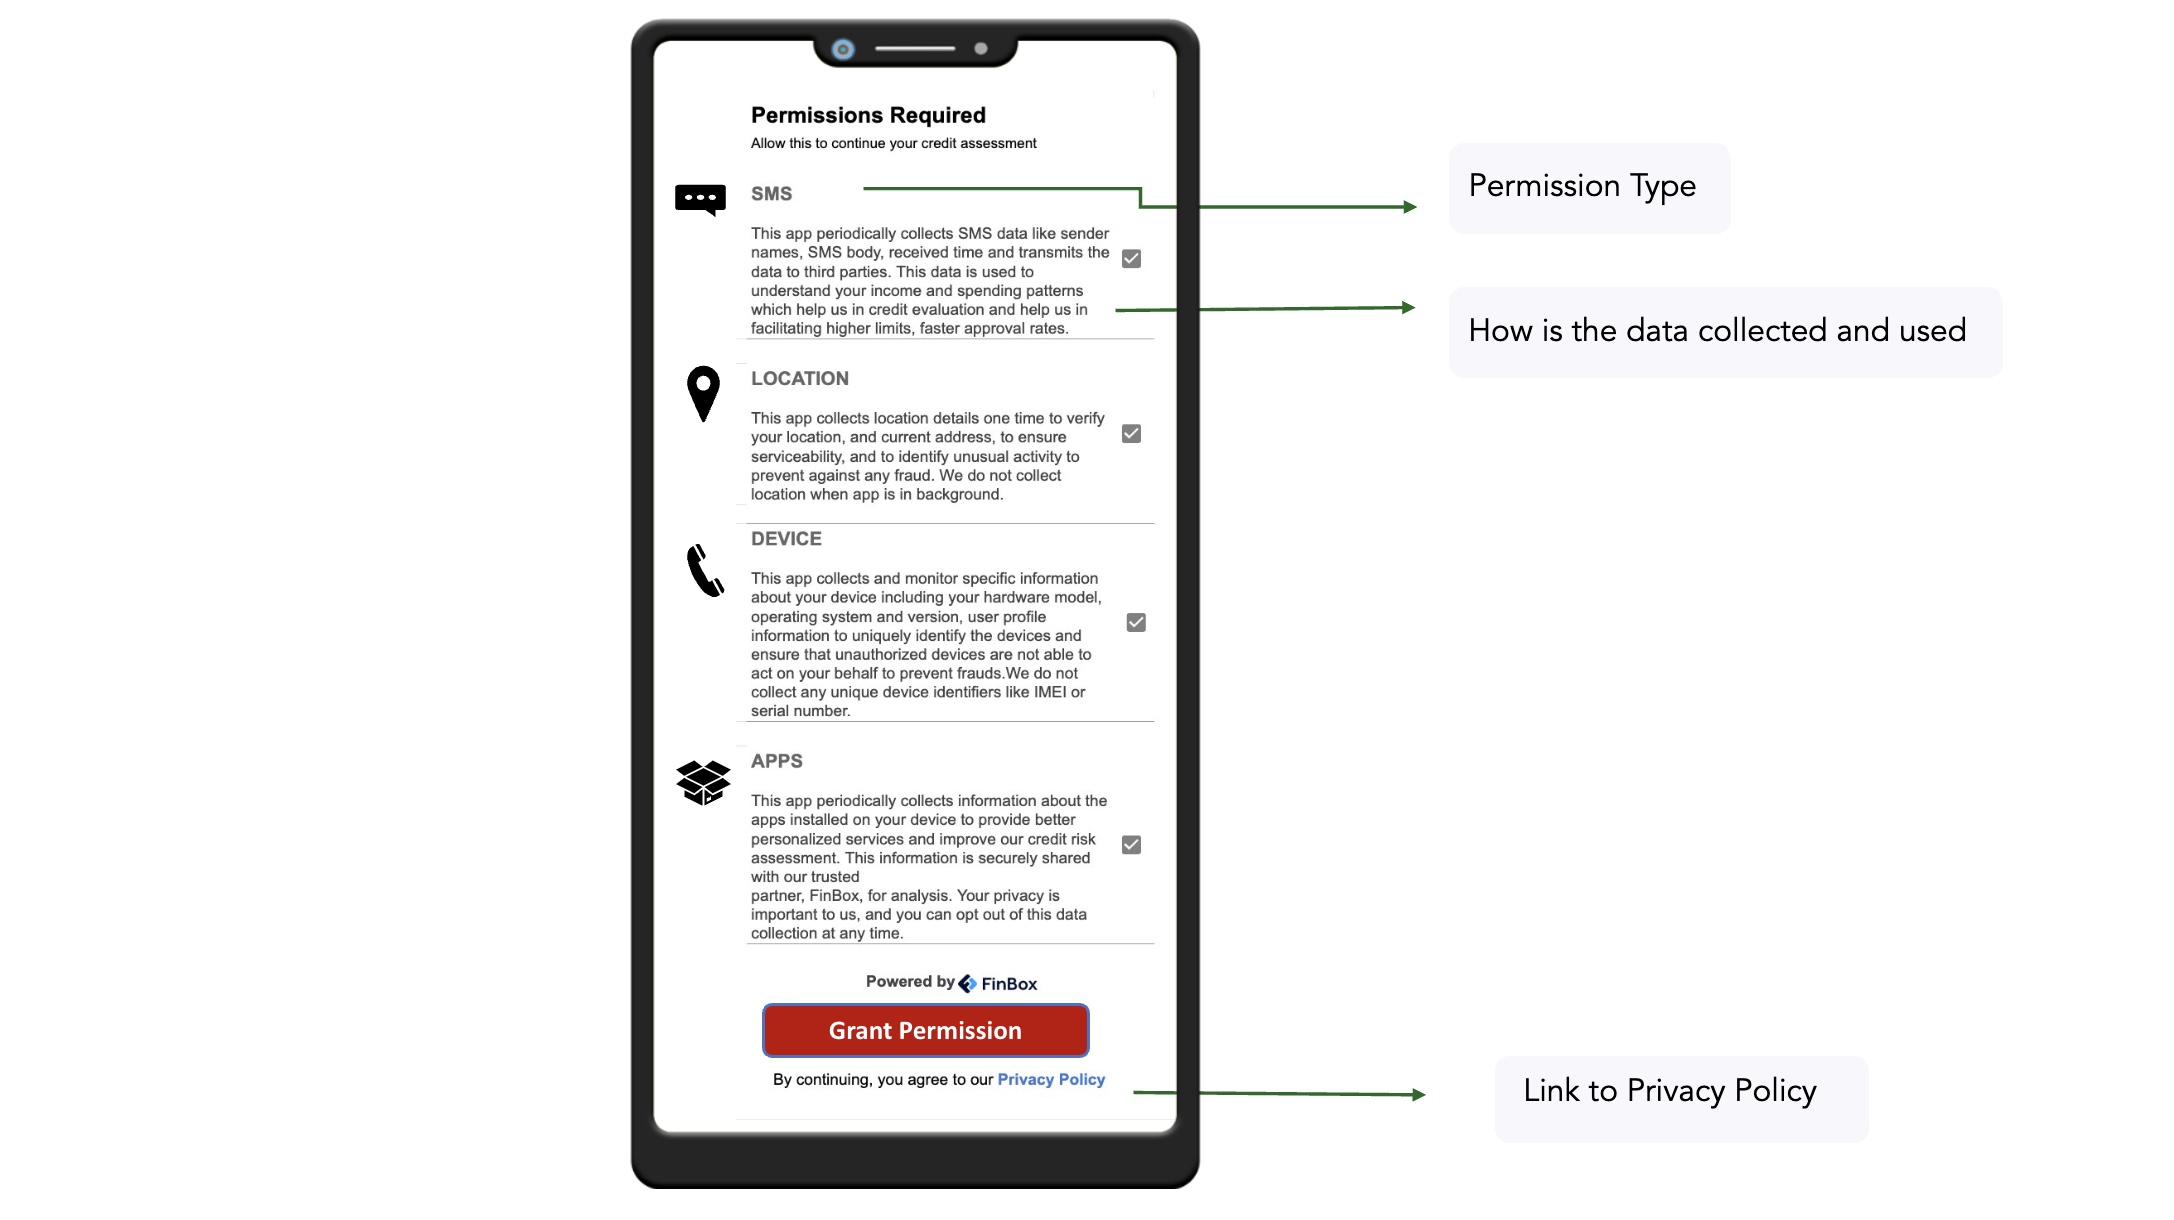 Permissions Required
Allow this to continue your credit assessment
SMS
This app periodically collects SMS data like sender
names, SMS body, received time and transmits the
data to third parties. This data is used to
understand your income and spending patterns
which help us in credit evaluation and help us in
facilitating higher limits, faster approval rates.
Permission Type
How is the data collected and used
LOCATION
This app collects location details one time to verify
your location, and current address, to ensure
serviceability, and to identify unusual activity to
prevent against any fraud. We do not collect
location when app is in background.
DEVICE
This app collects and monitor specific information
about your device including your hardware model,
operating system and version, user profile
information to uniquely identify the devices and
ensure that unauthorized devices are not able to
act on your behalf to prevent frauds.We do not
collect any unique device identifiers like IMEI or
serial number.
APPS
This app periodically collects information about the
apps installed on your device to provide better
personalized services and improve our credit risk
assessment. This information is securely shared
with our trusted
partner, FinBox, for analysis. Your privacy is
important to us, and you can opt out of this data
collection at any time.
Powered by FinBox
Grant Permission
By continuing, you agree to our Privacy Policy
Link to Privacy Policy